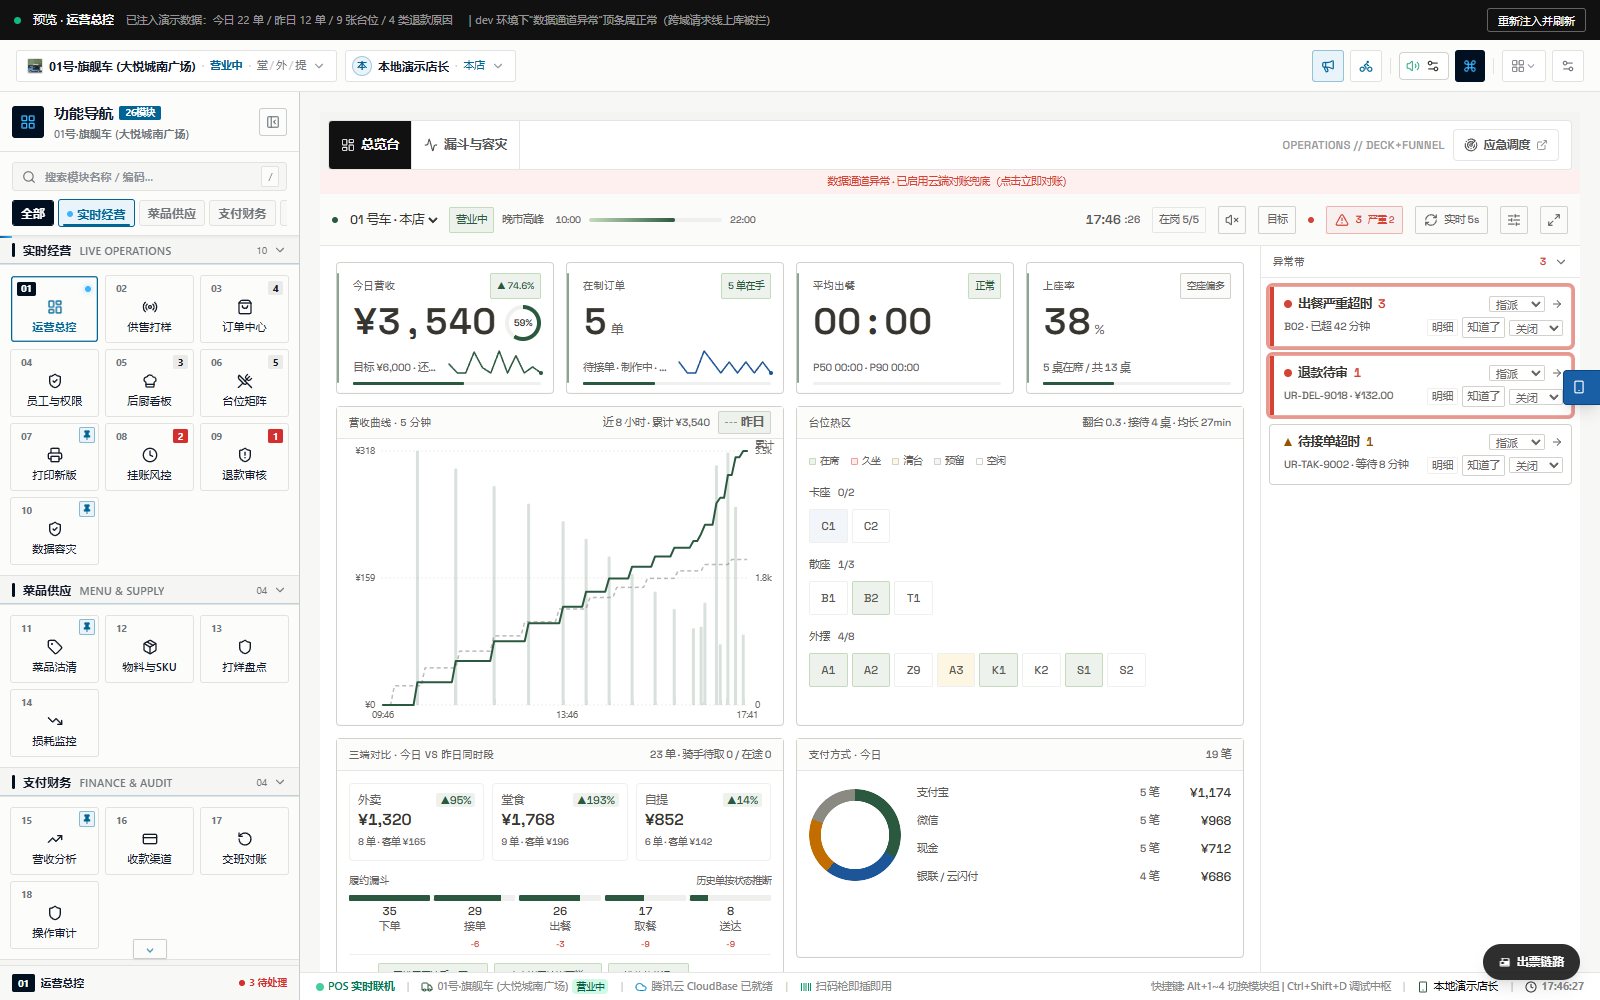 预览 · 运营总控 已注入演示数据：今日 22 单 / 昨日 12 单 / 9 张台位 / 4 类退款原因 | dev 环境下“数据通道异常”顶条属正常（跨域请求线上库被拦） 重新注入并刷新
01号·旗舰车 (大悦城南广场) · 营业中 · 堂/外/提 本 本地演示店长 · 本店
功能导航 26模块
01号·旗舰车 (大悦城南广场)
搜索模块名称 / 编码... /
全部 实时经营 菜品供应 支付财务
实时经营 LIVE OPERATIONS 10
01 运营总控
02 供售打样
03 4 订单中心
04 员工与权限
05 3 后厨看板
06 5 台位矩阵
07 打印新版
08 2 挂账风控
09 1 退款审核
10 数据容灾
菜品供应 MENU & SUPPLY 04
11 菜品沽清
12 物料与SKU
13 打烊盘点
14 损耗监控
支付财务 FINANCE & AUDIT 04
15 营收分析
16 收款渠道
17 交班对账
18 操作审计
01 运营总控 3 待处理
总览台 漏斗与容灾 OPERATIONS // DECK+FUNNEL 应急调度
数据通道异常 · 已启用云端对账兜底（点击立即对账）
01 号车 · 本店 营业中 晚市高峰 10:00 22:00 17:46 :26 在岗 5/5 目标 3 严重2 实时 5s
今日营收 ▲ 74.6%
¥3,540 59%
目标 ¥6,000 · 还...
在制订单 5 单在手
5 单
待接单 · 制作中 · ...
平均出餐 正常
00:00
P50 00:00 · P90 00:00
上座率 空座偏多
38 %
5 桌在席 / 共 13 桌
营收曲线 · 5 分钟 近 8 小时 · 累计 ¥3,540 --- 昨日
累计
¥318 3.5k
¥159 1.8k
¥0 0
09:46 13:46 17:41
台位热区 翻台 0.3 · 接待 4 桌 · 均长 27min
在席 久坐 清台 预留 空闲
卡座 0/2
C1 C2
散座 1/3
B1 B2 T1
外摆 4/8
A1 A2 Z9 A3 K1 K2 S1 S2
三端对比 · 今日 VS 昨日同时段 23 单 · 骑手待取 0 / 在途 0
外卖 ▲95%
¥1,320
8 单 · 客单 ¥165
堂食 ▲193%
¥1,768
9 单 · 客单 ¥196
自提 ▲14%
¥852
6 单 · 客单 ¥142
履约漏斗 历史单按状态推断
35 29 26 17 8
下单 接单 出餐 取餐 送达
-6 -3 -9 -9
支付方式 · 今日 19 笔
支付宝 5 笔 ¥1,174
微信 5 笔 ¥968
现金 5 笔 ¥712
银联 / 云闪付 4 笔 ¥686
异常带 3
出餐严重超时 3 指派
B02 · 已超 42 分钟 明细 知道了 关闭
退款待审 1 指派
UR-DEL-9018 · ¥132.00 明细 知道了 关闭
▲ 待接单超时 1 指派
UR-TAK-9002 · 等待 8 分钟 明细 知道了 关闭
出票链路
POS 实时联机 01号·旗舰车 (大悦城南广场) 营业中 腾讯云 CloudBase 已就绪 扫码枪即插即用 快捷键: Alt+1~4 切换模块组 | Ctrl+Shift+D 调试中枢 本地演示店长 17:46:27